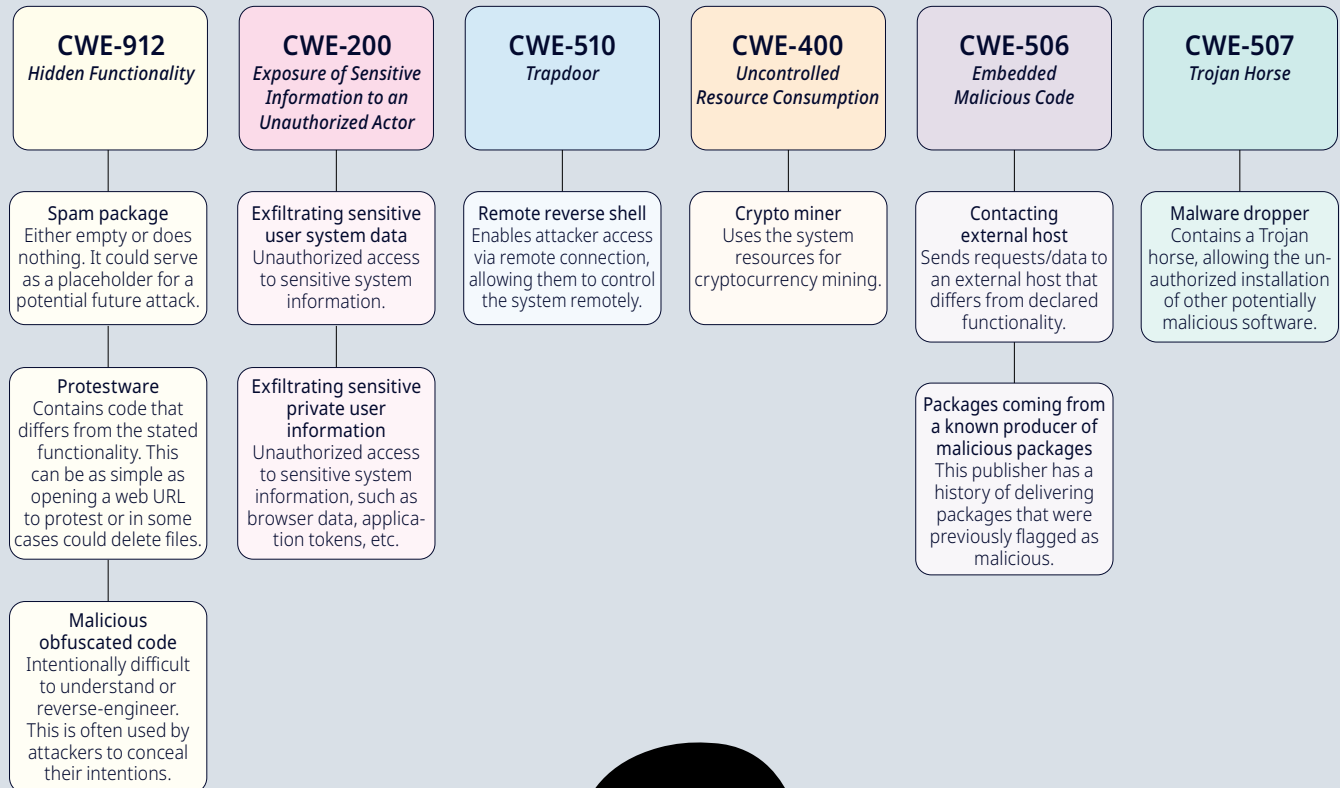 CWE-912
Hidden Functionality
Spam package
Either empty or does
nothing. It could serve
as a placeholder for a
potential future attack.
Protestware
Contains code that
differs from the stated
functionality. This
can be as simple as
opening a web URL
to protest or in some
cases could delete files.
Malicious
obfuscated code
Intentionally difficult
to understand or
reverse-engineer.
This is often used by
attackers to conceal
their intentions.
CWE-200
Exposure of Sensitive
Information to an
Unauthorized Actor
Exfiltrating sensitive
user system data
Unauthorized access
to sensitive system
information.
Exfiltrating sensitive
private user
information
Unauthorized access
to sensitive system
information, such as
browser data, applica-
tion tokens, etc.
CWE-510
Trapdoor
Remote reverse shell
Enables attacker access
via remote connection,
allowing them to control
the system remotely.
CWE-400
Uncontrolled
Resource Consumption
Crypto miner
Uses the system
resources for
cryptocurrency mining.
CWE-506
Embedded
Malicious Code
Contacting
external host
Sends requests/data to
an external host that
differs from declared
functionality.
Packages coming from
a known producer of
malicious packages
This publisher has a
history of delivering
packages that were
previously flagged as
malicious.
CWE-507
Trojan Horse
Malware dropper
Contains a Trojan
horse, allowing the un-
authorized installation
of other potentially
malicious software.